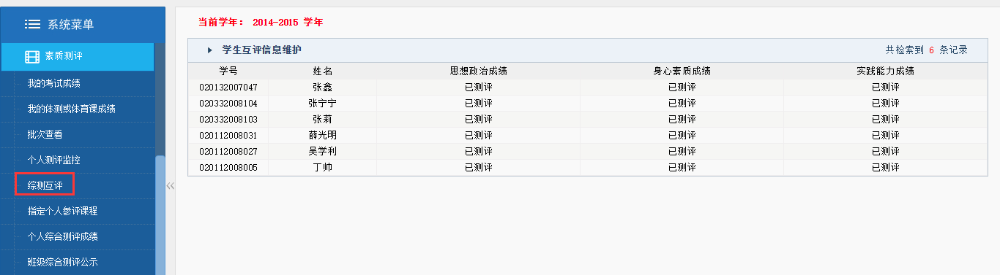 系统菜单
素质测评
我的考试成绩
我的体测或体育课成绩
批次查看
个人测评监控
综测互评
指定个人参评课程
个人综合测评成绩
班级综合测评公示
当前学年： 2014-2015 学年
学生互评信息维护 共检索到 6 条记录
学号 姓名 思想政治成绩 身心素质成绩 实践能力成绩
020132007047 张鑫 已测评 已测评 已测评
020332008104 张宁宁 已测评 已测评 已测评
020332008103 张莉 已测评 已测评 已测评
020112008031 薛光明 已测评 已测评 已测评
020112008027 吴学利 已测评 已测评 已测评
020112008005 丁帅 已测评 已测评 已测评